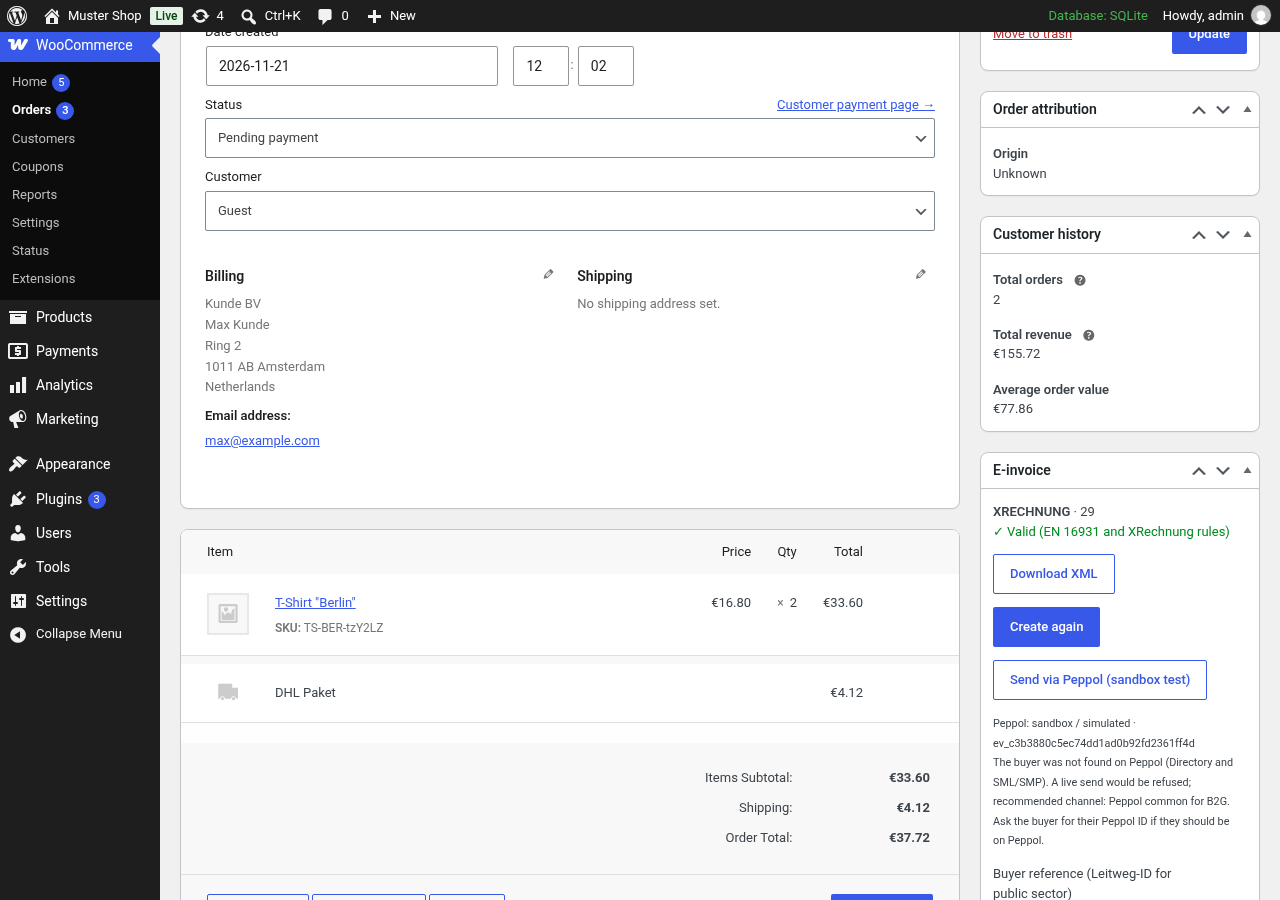 Muster Shop
Live
4
Ctrl+K
0
New
Database: SQLite
Howdy, admin
WooCommerce
Home 5
Orders 3
Customers
Coupons
Reports
Settings
Status
Extensions
Products
Payments
Analytics
Marketing
Appearance
Plugins 3
Users
Tools
Settings
Collapse Menu
Date created
2026-11-21
12 : 02
Status
Customer payment page →
Pending payment
Customer
Guest
Billing
Kunde BV
Max Kunde
Ring 2
1011 AB Amsterdam
Netherlands
Email address:
max@example.com
Shipping
No shipping address set.
Item Price Qty Total
T-Shirt "Berlin" €16.80 × 2 €33.60
SKU: TS-BER-tzY2LZ
DHL Paket €4.12
Items Subtotal: €33.60
Shipping: €4.12
Order Total: €37.72
Move to trash
Update
Order attribution
Origin
Unknown
Customer history
Total orders
2
Total revenue
€155.72
Average order value
€77.86
E-invoice
XRECHNUNG · 29
✓ Valid (EN 16931 and XRechnung rules)
Download XML
Create again
Send via Peppol (sandbox test)
Peppol: sandbox / simulated ·
ev_c3b3880c5ec74dd1ad0b92fd2361ff4d
The buyer was not found on Peppol (Directory and
SML/SMP). A live send would be refused;
recommended channel: Peppol common for B2G.
Ask the buyer for their Peppol ID if they should be
on Peppol.
Buyer reference (Leitweg-ID for
public sector)